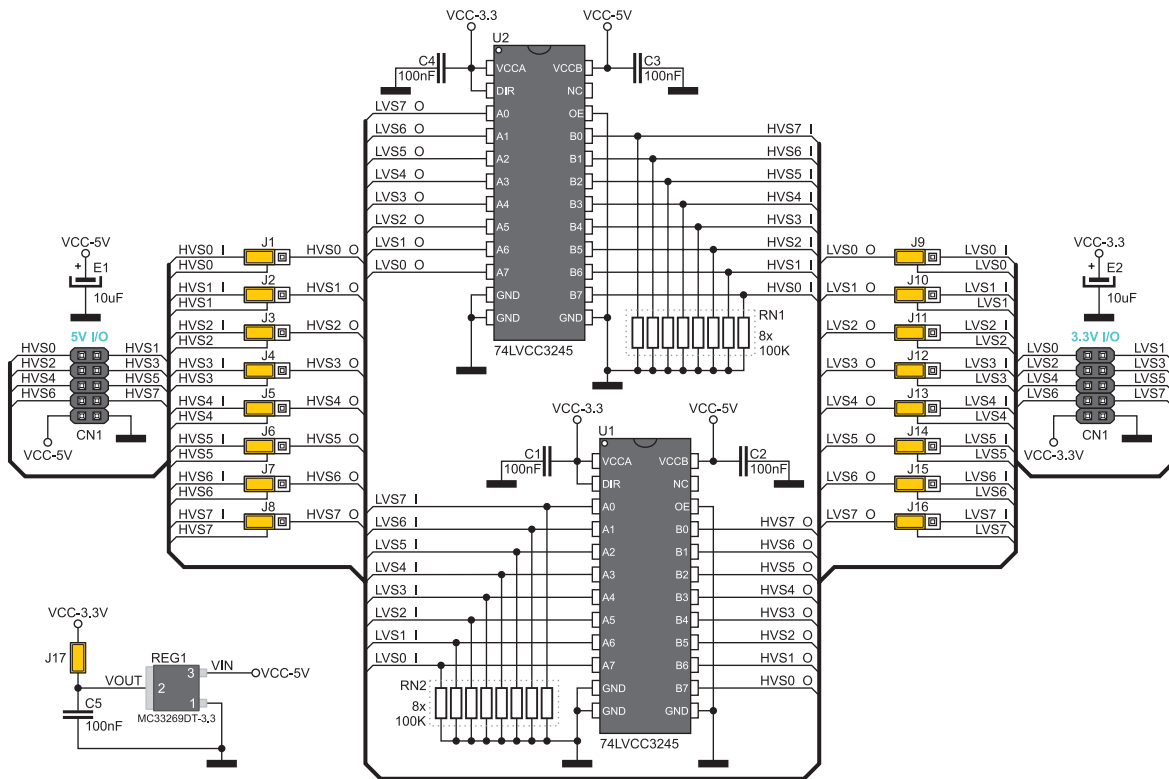 VCC-3.3 VCC-5V
U2
C4 100nF
C3 100nF
VCCA VCCB
DIR NC
LVS7 O A0 OE
LVS6 O A1 B0 HVS7 I
LVS5 O A2 B1 HVS6 I
LVS4 O A3 B2 HVS5 I
LVS3 O A4 B3 HVS4 I
LVS2 O A5 B4 HVS3 I
LVS1 O A6 B5 HVS2 I
LVS0 O A7 B6 HVS1 I
GND B7 HVS0 I
GND GND
74LVCC3245
RN1
8x
100K
VCC-5V
+ E1
10uF
5V I/O
HVS0 HVS1
HVS2 HVS3
HVS4 HVS5
HVS6 HVS7
CN1
VCC-5V
HVS0 I J1 HVS0 O
HVS0
HVS1 I J2 HVS1 O
HVS1
HVS2 I J3 HVS2 O
HVS2
HVS3 I J4 HVS3 O
HVS3
HVS4 I J5 HVS4 O
HVS4
HVS5 I J6 HVS5 O
HVS5
HVS6 I J7 HVS6 O
HVS6
HVS7 I J8 HVS7 O
HVS7
LVS0 O J9 LVS0 I
LVS0
LVS1 O J10 LVS1 I
LVS1
LVS2 O J11 LVS2 I
LVS2
LVS3 O J12 LVS3 I
LVS3
LVS4 O J13 LVS4 I
LVS4
LVS5 O J14 LVS5 I
LVS5
LVS6 O J15 LVS6 I
LVS6
LVS7 O J16 LVS7 I
LVS7
VCC-3.3
+ E2
10uF
3.3V I/O
LVS0 LVS1
LVS2 LVS3
LVS4 LVS5
LVS6 LVS7
CN1
VCC-3.3V
VCC-3.3 VCC-5V
U1
C1 100nF
C2 100nF
VCCA VCCB
DIR NC
LVS7 I A0 OE
LVS6 I A1 B0 HVS7 O
LVS5 I A2 B1 HVS6 O
LVS4 I A3 B2 HVS5 O
LVS3 I A4 B3 HVS4 O
LVS2 I A5 B4 HVS3 O
LVS1 I A6 B5 HVS2 O
LVS0 I A7 B6 HVS1 O
GND B7 HVS0 O
GND GND
74LVCC3245
RN2
8x
100K
VCC-3.3V
J17
REG1
VOUT 2 3 VIN VCC-5V
1
MC33269DT-3.3
C5
100nF